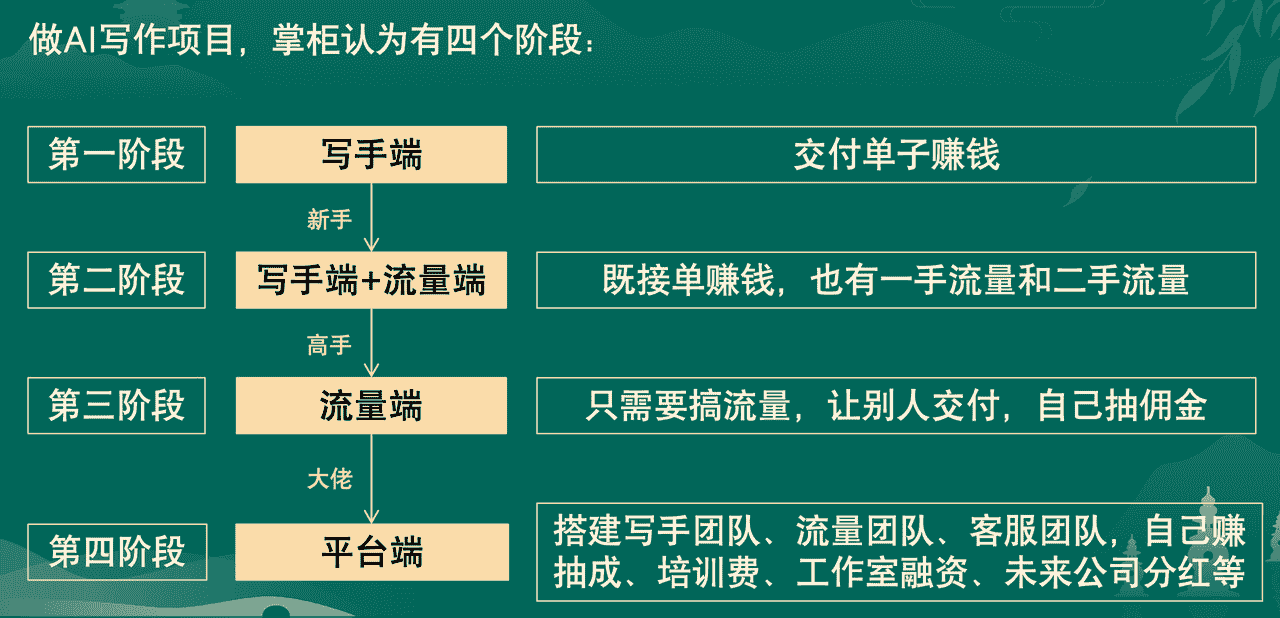 做AI写作项目，掌柜认为有四个阶段：
第一阶段
写手端
交付单子赚钱
新手
第二阶段
写手端+流量端
既接单赚钱，也有一手流量和二手流量
高手
第三阶段
流量端
只需要搞流量，让别人交付，自己抽佣金
大佬
第四阶段
平台端
搭建写手团队、流量团队、客服团队，自己赚
抽成、培训费、工作室融资、未来公司分红等